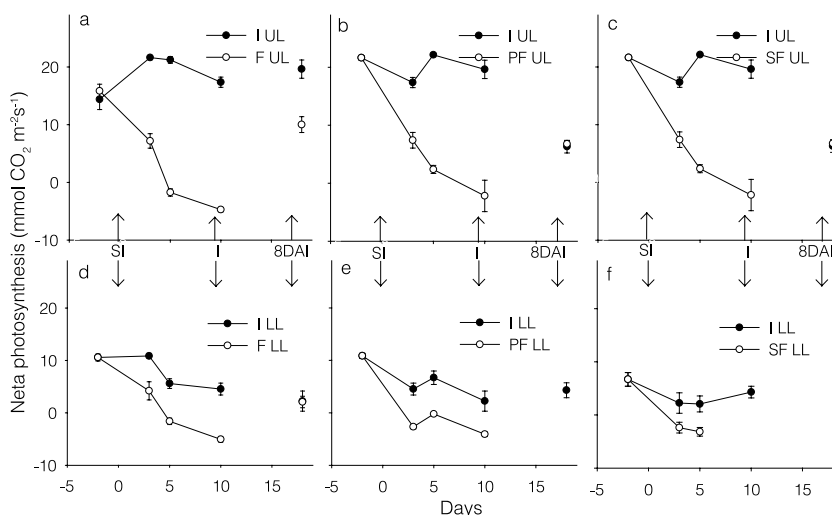 a
I UL
F UL
b
I UL
PF UL
c
I UL
SF UL
20
10
0
-10
SI
I
8DAI
SI
I
8DAI
SI
I
8DAI
Neta photosynthesis (mmol CO2 m-2s-1)
d
I LL
F LL
e
I LL
PF LL
f
I LL
SF LL
20
10
0
-10
-5 0 5 10 15
-5 0 5 10 15
-5 0 5 10 15
Days